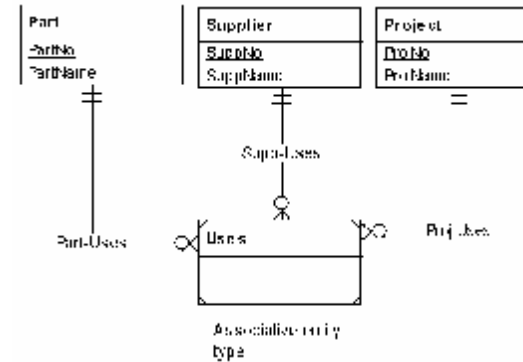 Part
PartNo
PartName
Supplier
SuppNo
SuppName
Project
ProjNo
ProjName
Supp-Uses
Part-Uses
Uses
Proj-Uses
Associative entity
type